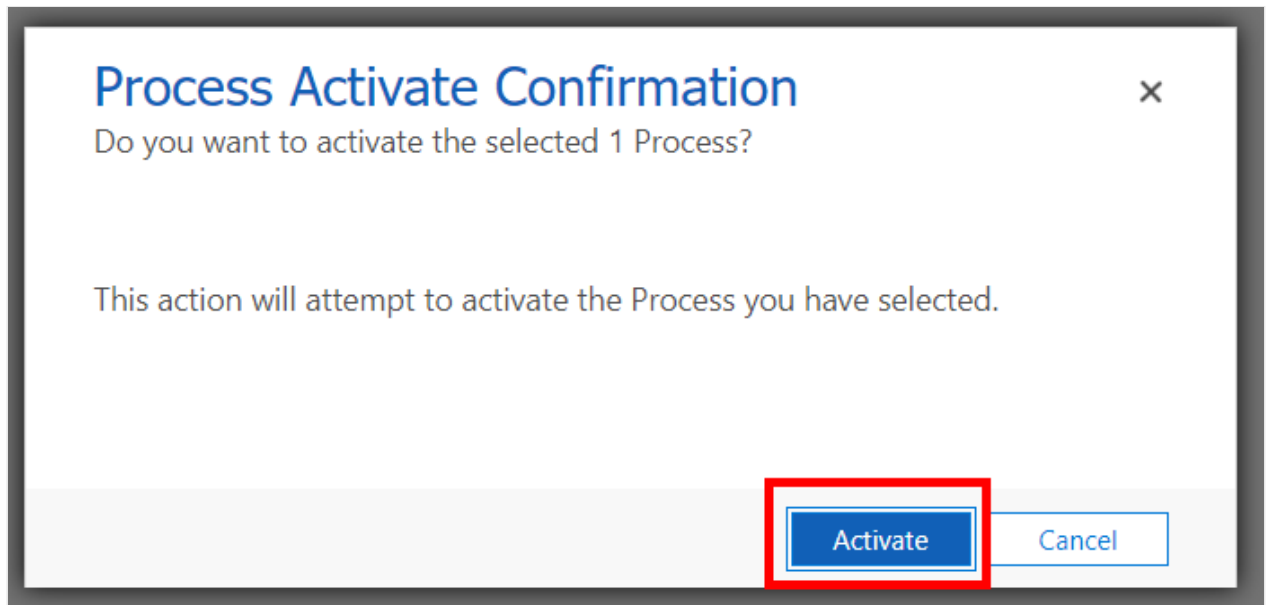 Process Activate Confirmation
Do you want to activate the selected 1 Process?
This action will attempt to activate the Process you have selected.
Activate
Cancel